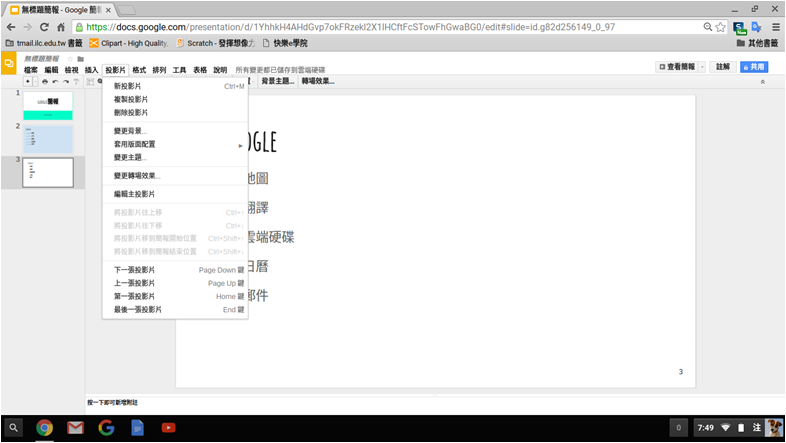 無標題簡報 - Google 簡報
https://docs.google.com/presentation/d/1YhhkH4AHdGvp7okFRzekl2X1lHCftFcSTowFhGwaBG0/edit#slide=id.g82d256149_0_97
tmail.ilc.edu.tw 書籤 Clipart - High Quality, Scratch - 發揮想像力 快樂e學院 其他書籤
無標題簡報
檔案 編輯 檢視 插入 投影片 格式 排列 工具 表格 說明 所有變更都已儲存到雲端硬碟
查看簡報 註解 共用
背景主題... 轉場效果...
新投影片 Ctrl+M
複製投影片
刪除投影片
變更背景...
套用版面配置
變更主題...
變更轉場效果...
編輯主投影片
將投影片往上移 Ctrl+↑
將投影片往下移 Ctrl+↓
將投影片移到簡報開始位置 Ctrl+Shift+↑
將投影片移到簡報結束位置 Ctrl+Shift+↓
下一張投影片 Page Down 鍵
上一張投影片 Page Up 鍵
第一張投影片 Home 鍵
最後一張投影片 End 鍵
1
2
3
OGLE
地圖
翻譯
雲端硬碟
日曆
郵件
3
按一下即可新增附註
0 7:49 注